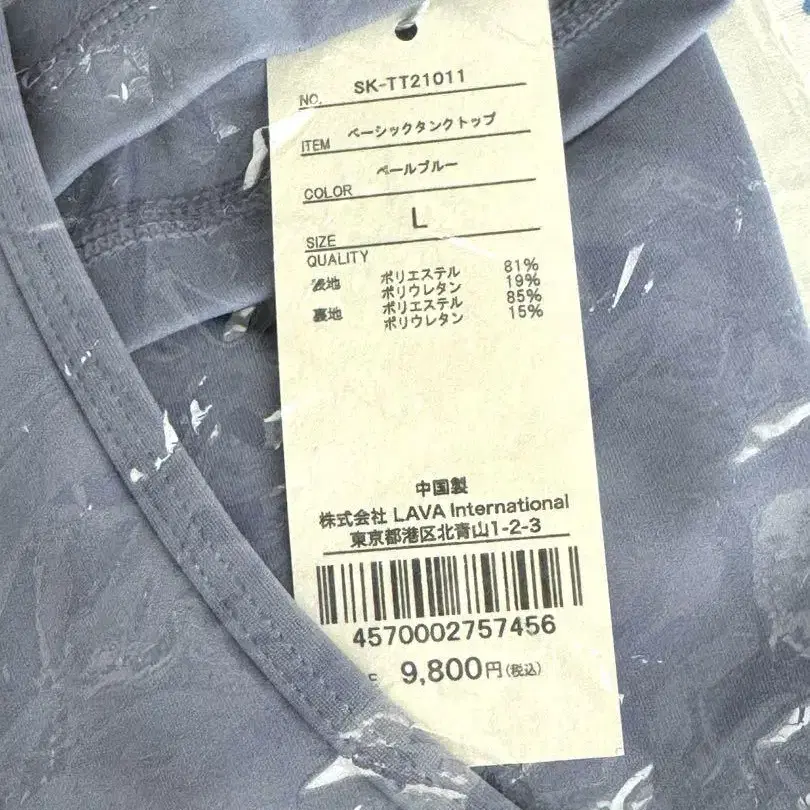 NO. SK-TT21011
ITEM ベーシックタンクトップ
COLOR ペールブルー
SIZE L
QUALITY
表地 ポリエステル 81%
ポリウレタン 19%
裏地 ポリエステル 85%
ポリウレタン 15%
中国製
株式会社 LAVA International
東京都港区北青山1-2-3
4570002757456
9,800円(税込)